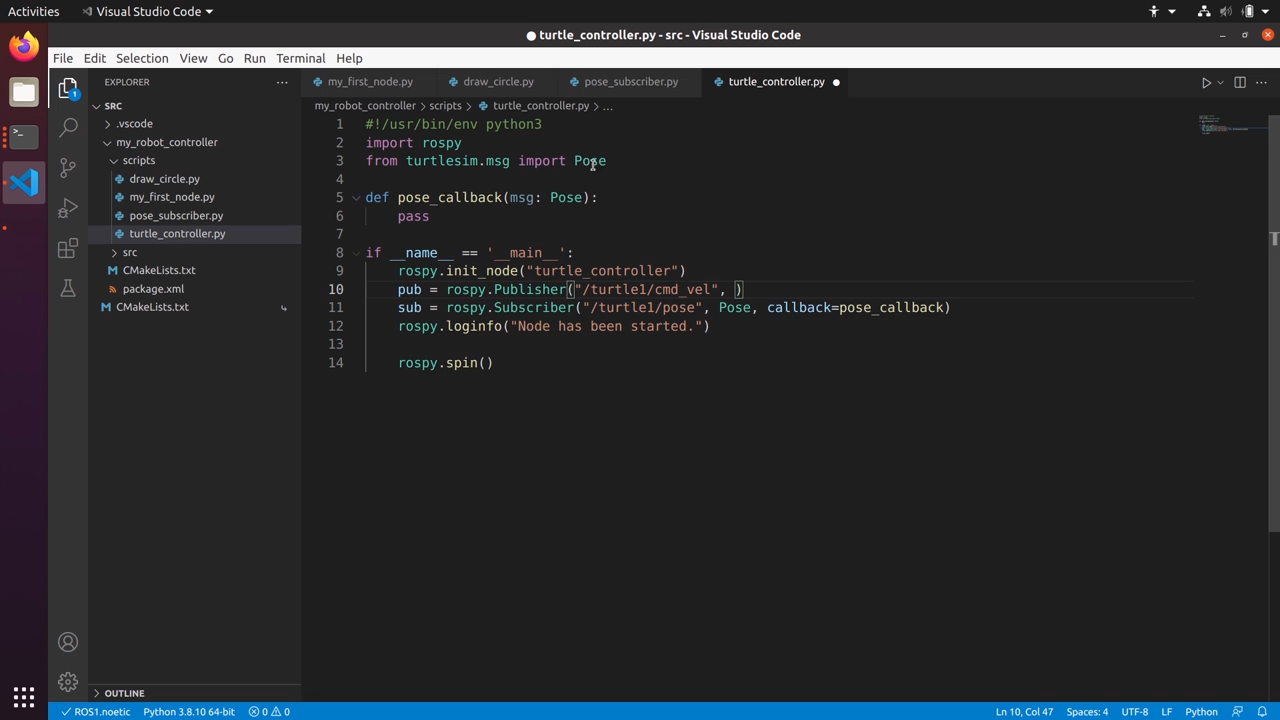 Activities
Visual Studio Code
● turtle_controller.py - src - Visual Studio Code
File Edit Selection View Go Run Terminal Help
EXPLORER
my_first_node.py
draw_circle.py
pose_subscriber.py
turtle_controller.py
1
SRC
my_robot_controller > scripts > turtle_controller.py > ...
.vscode
my_robot_controller
scripts
draw_circle.py
my_first_node.py
pose_subscriber.py
turtle_controller.py
src
CMakeLists.txt
package.xml
CMakeLists.txt
1 #!/usr/bin/env python3
2 import rospy
3 from turtlesim.msg import Pose
4
5 def pose_callback(msg: Pose):
6 pass
7
8 if __name__ == '__main__':
9 rospy.init_node("turtle_controller")
10 pub = rospy.Publisher("/turtle1/cmd_vel", )
11 sub = rospy.Subscriber("/turtle1/pose", Pose, callback=pose_callback)
12 rospy.loginfo("Node has been started.")
13
14 rospy.spin()
OUTLINE
ROS1.noetic
Python 3.8.10 64-bit
0 0
Ln 10, Col 47
Spaces: 4
UTF-8
LF
Python